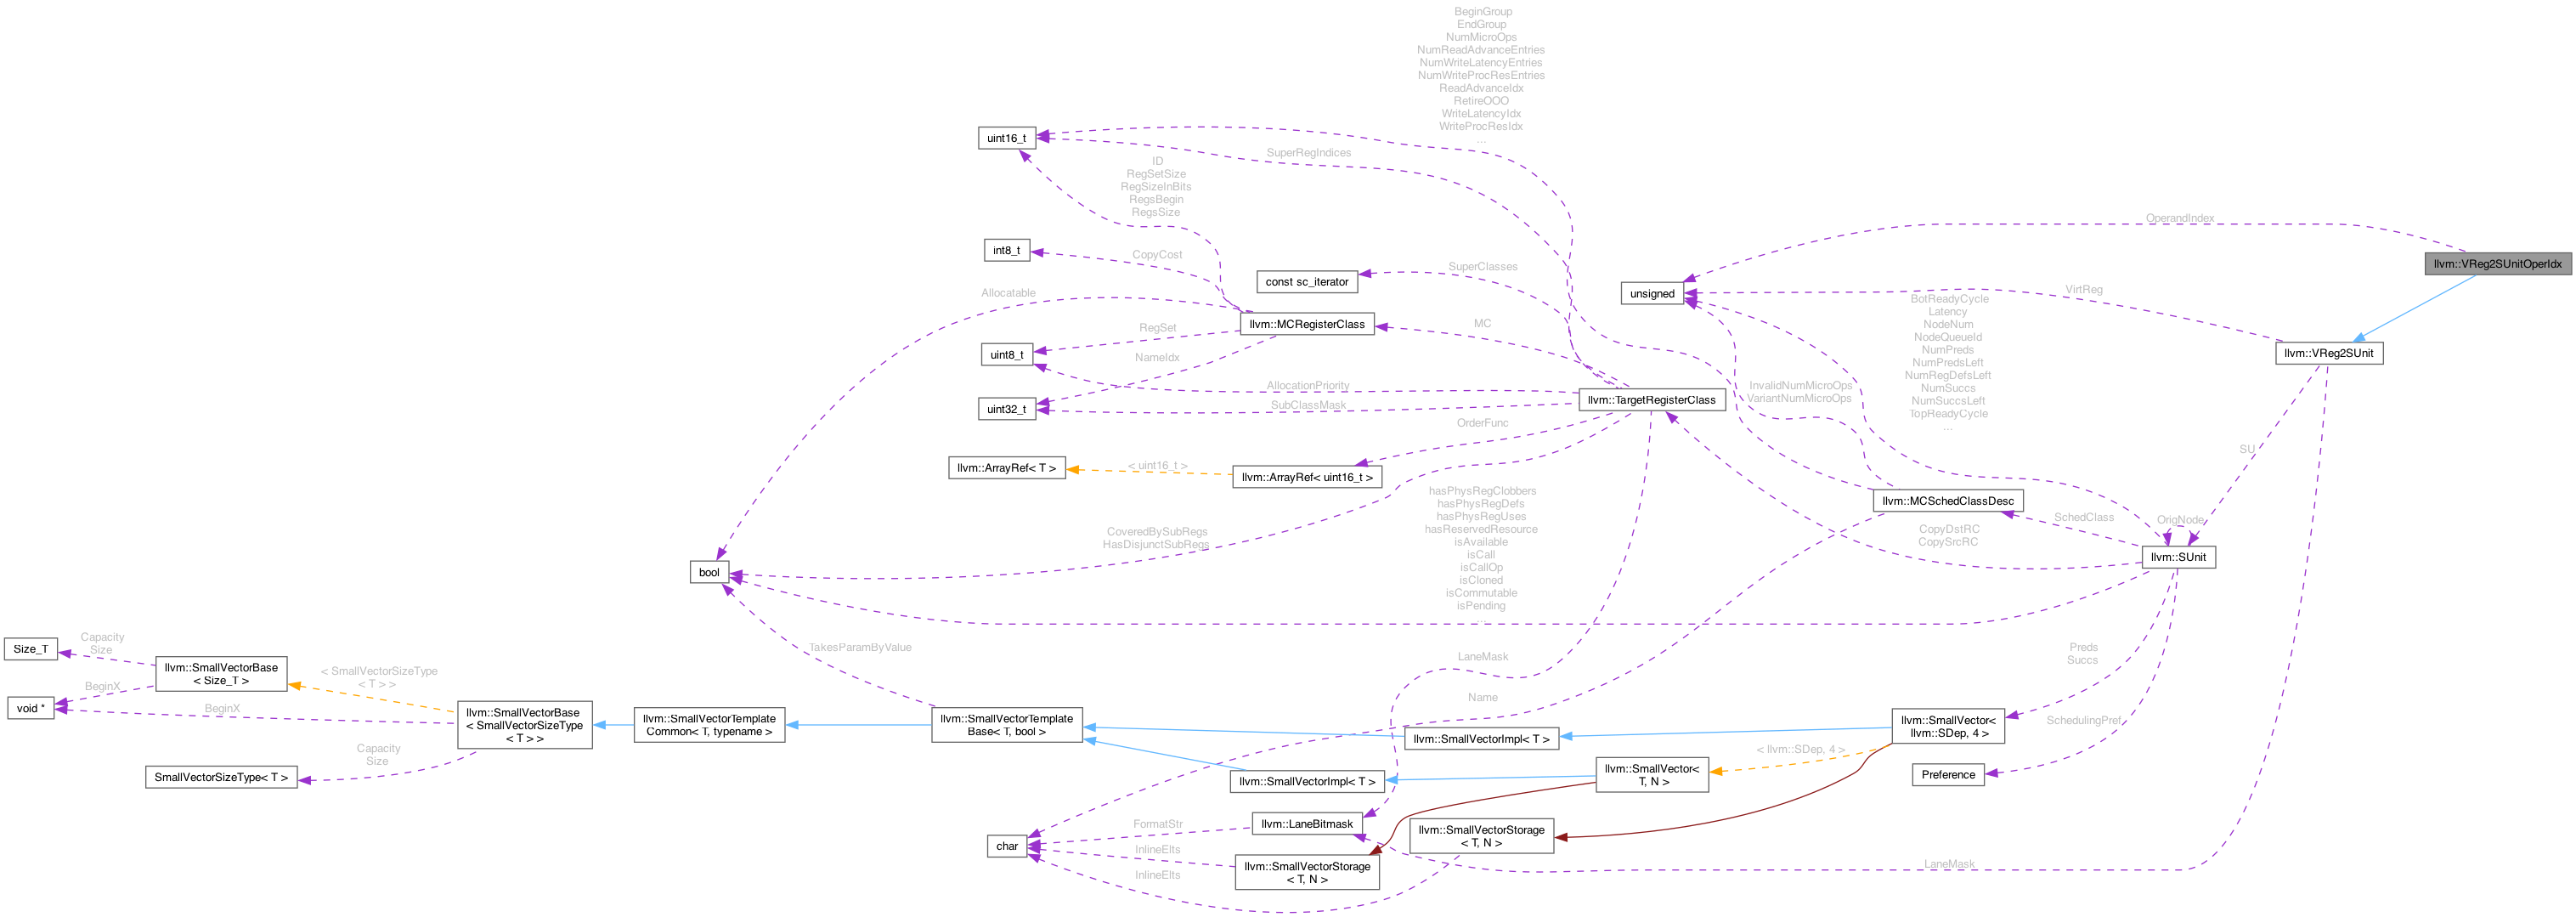 BeginGroup
EndGroup
NumMicroOps
NumReadAdvanceEntries
NumWriteLatencyEntries
NumWriteProcResEntries
ReadAdvanceIdx
RetireOOO
WriteLatencyIdx
WriteProcResIdx
...
uint16_t
SuperRegIndices
ID
RegSetSize
RegSizeInBits
RegsBegin
RegsSize
OperandIndex
int8_t
CopyCost
llvm::VReg2SUnitOperIdx
SuperClasses
const sc_iterator
Allocatable
unsigned
VirtReg
BotReadyCycle
Latency
NodeNum
NodeQueueId
NumPreds
NumPredsLeft
NumRegDefsLeft
NumSuccs
NumSuccsLeft
TopReadyCycle
...
llvm::MCRegisterClass
MC
RegSet
uint8_t
NameIdx
llvm::VReg2SUnit
AllocationPriority
InvalidNumMicroOps
VariantNumMicroOps
llvm::TargetRegisterClass
uint32_t
SubClassMask
OrderFunc
SU
llvm::ArrayRef< T >
< uint16_t >
llvm::ArrayRef< uint16_t >
hasPhysRegClobbers
hasPhysRegDefs
hasPhysRegUses
hasReservedResource
isAvailable
isCall
isCallOp
isCloned
isCommutable
isPending
...
llvm::MCSchedClassDesc
SchedClass
OrigNode
CopyDstRC
CopySrcRC
CoveredBySubRegs
HasDisjunctSubRegs
llvm::SUnit
bool
Capacity
Size
Size_T
TakesParamByValue
LaneMask
Preds
Succs
llvm::SmallVectorBase
< Size_T >
< SmallVectorSizeType
< T > >
BeginX
Name
void *
BeginX
llvm::SmallVectorBase
< SmallVectorSizeType
< T > >
llvm::SmallVectorTemplate
Common< T, typename >
llvm::SmallVectorTemplate
Base< T, bool >
llvm::SmallVectorImpl< T >
llvm::SmallVector<
llvm::SDep, 4 >
SchedulingPref
Capacity
Size
SmallVectorSizeType< T >
< llvm::SDep, 4 >
llvm::SmallVectorImpl< T >
llvm::SmallVector<
T, N >
Preference
FormatStr
llvm::LaneBitmask
llvm::SmallVectorStorage
< T, N >
char
InlineElts
llvm::SmallVectorStorage
< T, N >
InlineElts
LaneMask